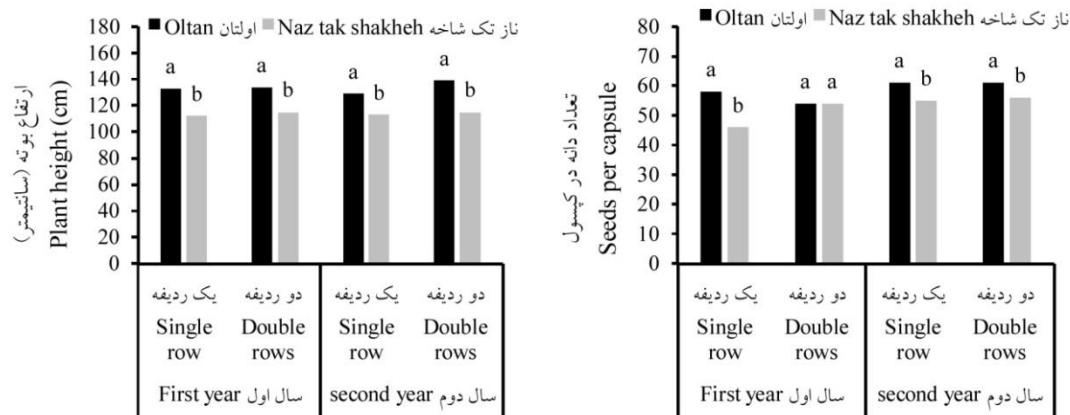 Oltan اولتان Naz tak shakheh ناز تک شاخه
ارتفاع بوته (سانتیمتر)
Plant height (cm)
180
160
140
120
100
80
60
40
20
0
a b a b a b a b
یک ردیفه دو ردیفه یک ردیفه دو ردیفه
Single Double Single Double
row rows row rows
First year سال اول second year سال دوم
Oltan اولتان Naz tak shakheh ناز تک شاخه
تعداد دانه در کپسول
Seeds per capsule
80
70
60
50
40
30
20
10
0
a b a a a b a b
یک ردیفه دو ردیفه یک ردیفه دو ردیفه
Single Double Single Double
row rows row rows
First year سال اول second year سال دوم